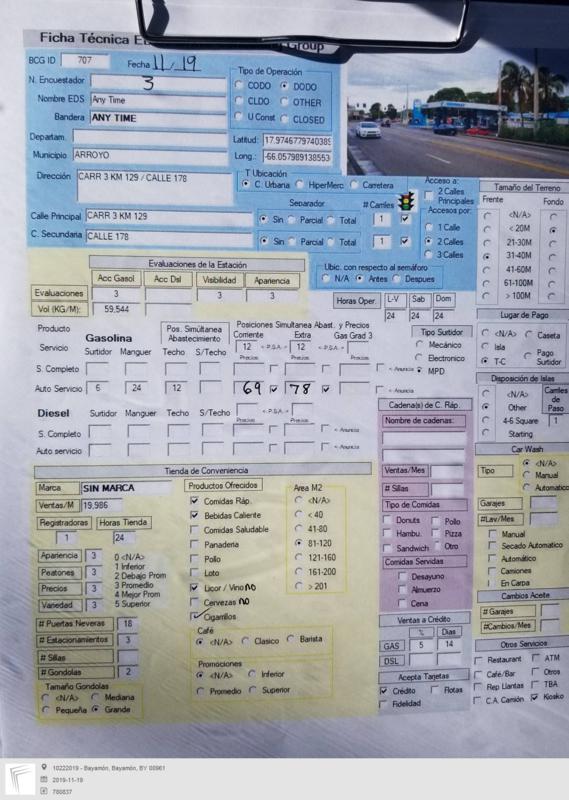 Ficha Técnica Group
BCG ID 707 Fecha 11/19
N. Encuestador 3
Nombre EDS Any Time
Bandera ANY TIME
Departam.
Municipio ARROYO
Dirección CARR 3 KM 129 / CALLE 178
Tipo de Operación
CODO DODO
CLDO OTHER
U Const CLOSED
Latitud: 17.9746779740389
Long.: -66.057989138553
T Ubicación
C. Urbana HiperMerc Carretera
Separador # Carriles
Calle Principal CARR 3 KM 129 Sin Parcial Total 1
C. Secundaria CALLE 178 Sin Parcial Total 1
Acceso a:
2 Calles
Principales
Accesos por:
1 Calle
2 Calles
3 Calles
Tamaño del Terreno
Frente Fondo
<N/A>
< 20M
21-30M
31-40M
41-60M
61-100M
> 100M
Evaluaciones de la Estación
Acc Gasol Acc Dsl Visibilidad Apariencia
Evaluaciones 3 3 3
Vol (KG/M): 59,544
Ubic. con respecto al semáforo
N/A Antes Despues
Horas Oper. L-V Sab Dom
24 24 24
Lugar de Pago
<N/A> Caseta
Isla
T-C Pago
Surtidor
Producto Gasolina Pos. Simúltanea
Abastecimiento
Posiciones Simultanea Abast. y Precios
Corriente Extra Gas Grad 3
Servicio Surtidor Manguer Techo S/Techo 12 < P.S.A. > 12 < P.S.A. >
Precios Precios Precios
S. Completo < Anuncia
Auto Servicio 6 24 12 69 78 < Anuncia
Tipo Surtidor
Mecánico
Electronico
MPD
Diesel Surtidor Manguer Techo S/Techo < P.S.A. >
Precios Precios
S. Completo < Anuncia
Auto servicio < Anuncia
Disposición de Islas
<N/A>
Other
4-6 Square
Starting
Carriles
de
Paso
1
Cadena(s) de C. Ráp.
Nombre de cadenas:
Ventas/Mes
# Sillas
Tipo de Comidas
Donuts Pollo
Hambu. Pizza
Sandwich Otro
Comidas Servidas
Desayuno
Almuerzo
Cena
Car Wash
Tipo <N/A>
Manual
Automatico
Garajes
#Lav/Mes
Manual
Secado Automatico
Automático
Camiones
En Carpa
Cambios Aceite
# Garajes
#Cambios/Mes
Tienda de Conveniencia
Marca SIN MARCA
Ventas/M 19,986
Registradoras Horas Tienda
1 24
Apariencia 3
Peatones 3
Precios 3
Variedad 3
0 <N/A>
1 Inferior
2 Debajo Prom
3 Promedio
4 Mejor Prom
5 Superior
# Puertas Neveras 18
# Estacionamientos 3
# Sillas
# Gondolas 2
Tamaño Gondolas
<N/A> Mediana
Pequeña Grande
Productos Ofrecidos
Comidas Ráp.
Bebidas Caliente
Comidas Saludable
Panaderia
Pollo
Loto
Licor / Vino no
Cervezas no
Cigarrillos
Area M2
<N/A>
< 40
41-80
81-120
121-160
161-200
> 201
Café
<N/A> Clasico Barista
Promociones
<N/A> Inferior
Promedio Superior
Ventas a Crédito
% Dias
GAS 5 14
DSL
Acepta Tarjetas
Crédito Flotas
Fidelidad
Otros Servicios
Restaurant ATM
Café/Bar Otros
Rep Llantas TBA
C.A. Camión Kiosko
10222019 - Bayamón, Bayamón, BY 00961
2019-11-19
780837